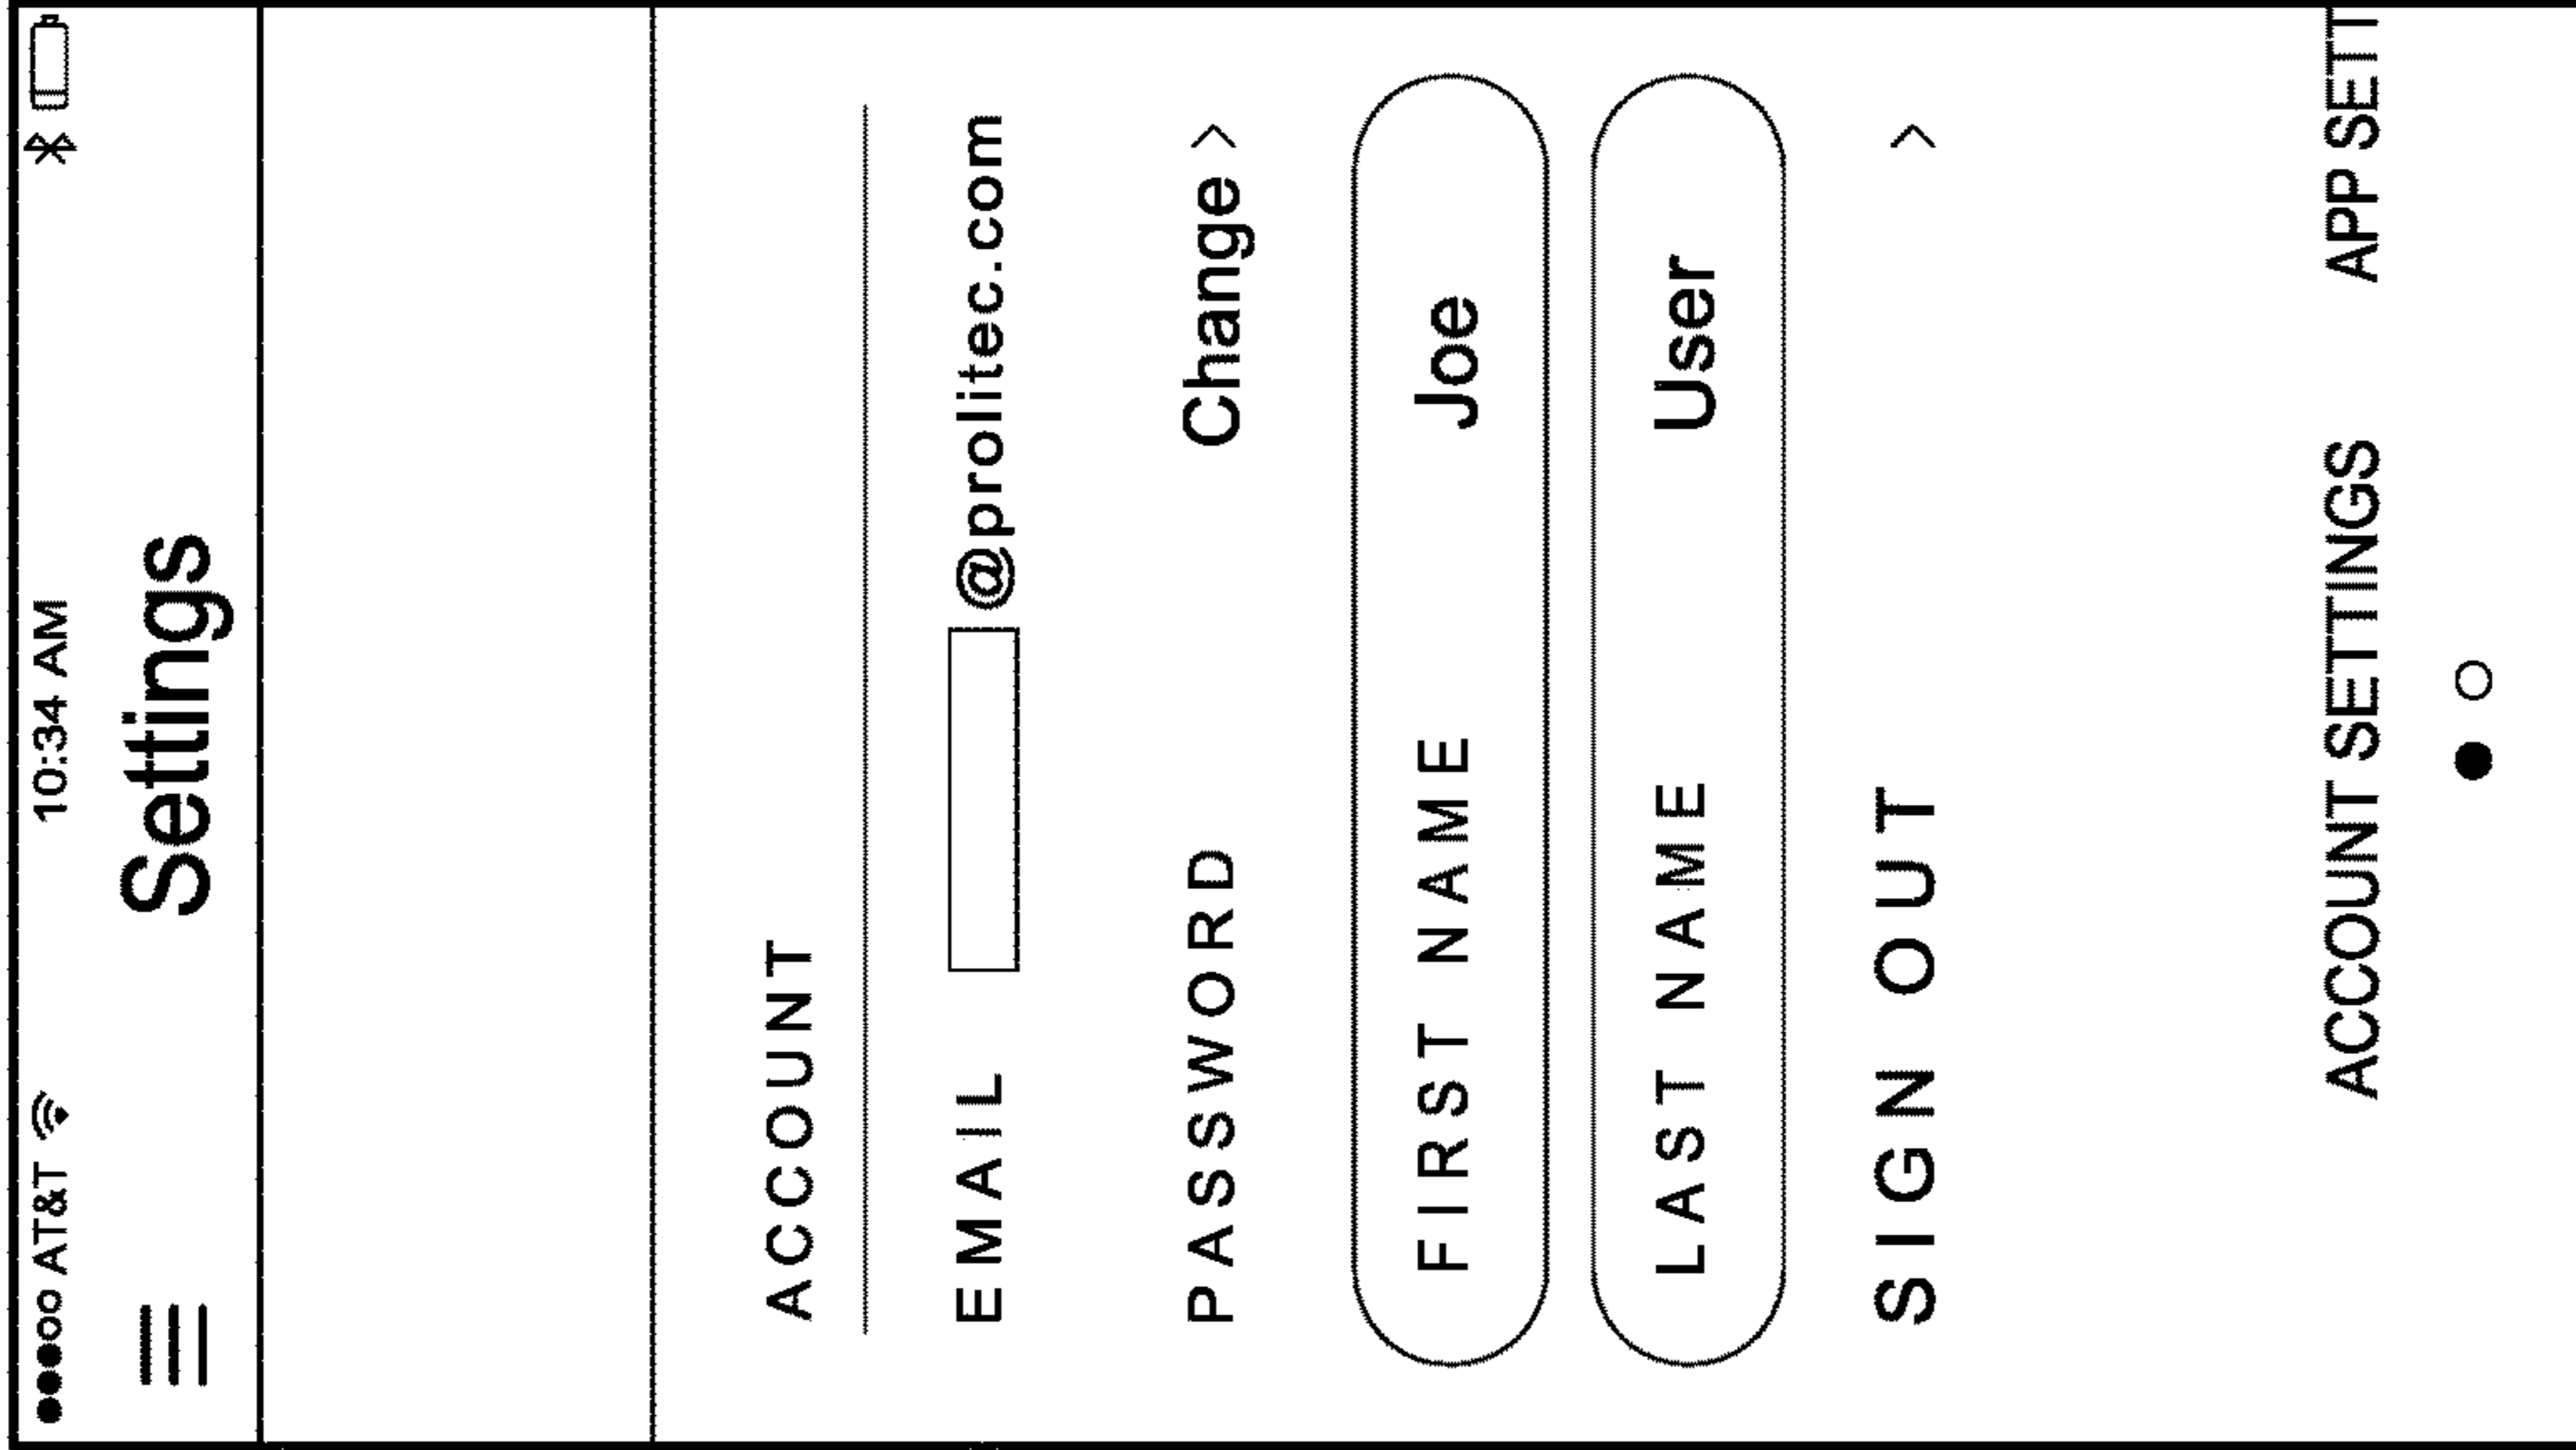 AT&T 10:34 AM
Settings
ACCOUNT
EMAIL @prolitec.com
PASSWORD Change >
FIRST NAME Joe
LAST NAME User
SIGN OUT >
ACCOUNT SETTINGS APP SETT